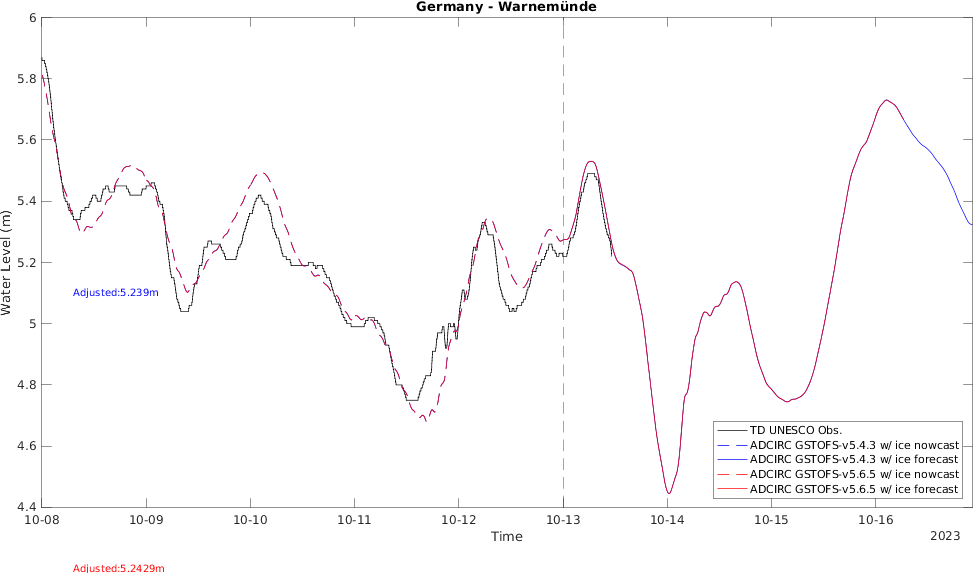 Germany - Warnemünde
6
5.8
5.6
5.4
5.2
5
4.8
4.6
4.4
Water Level (m)
Adjusted:5.239m
TD UNESCO Obs.
ADCIRC GSTOFS-v5.4.3 w/ ice nowcast
ADCIRC GSTOFS-v5.4.3 w/ ice forecast
ADCIRC GSTOFS-v5.6.5 w/ ice nowcast
ADCIRC GSTOFS-v5.6.5 w/ ice forecast
10-08 10-09 10-10 10-11 10-12 10-13 10-14 10-15 10-16
Time
2023
Adjusted:5.2429m